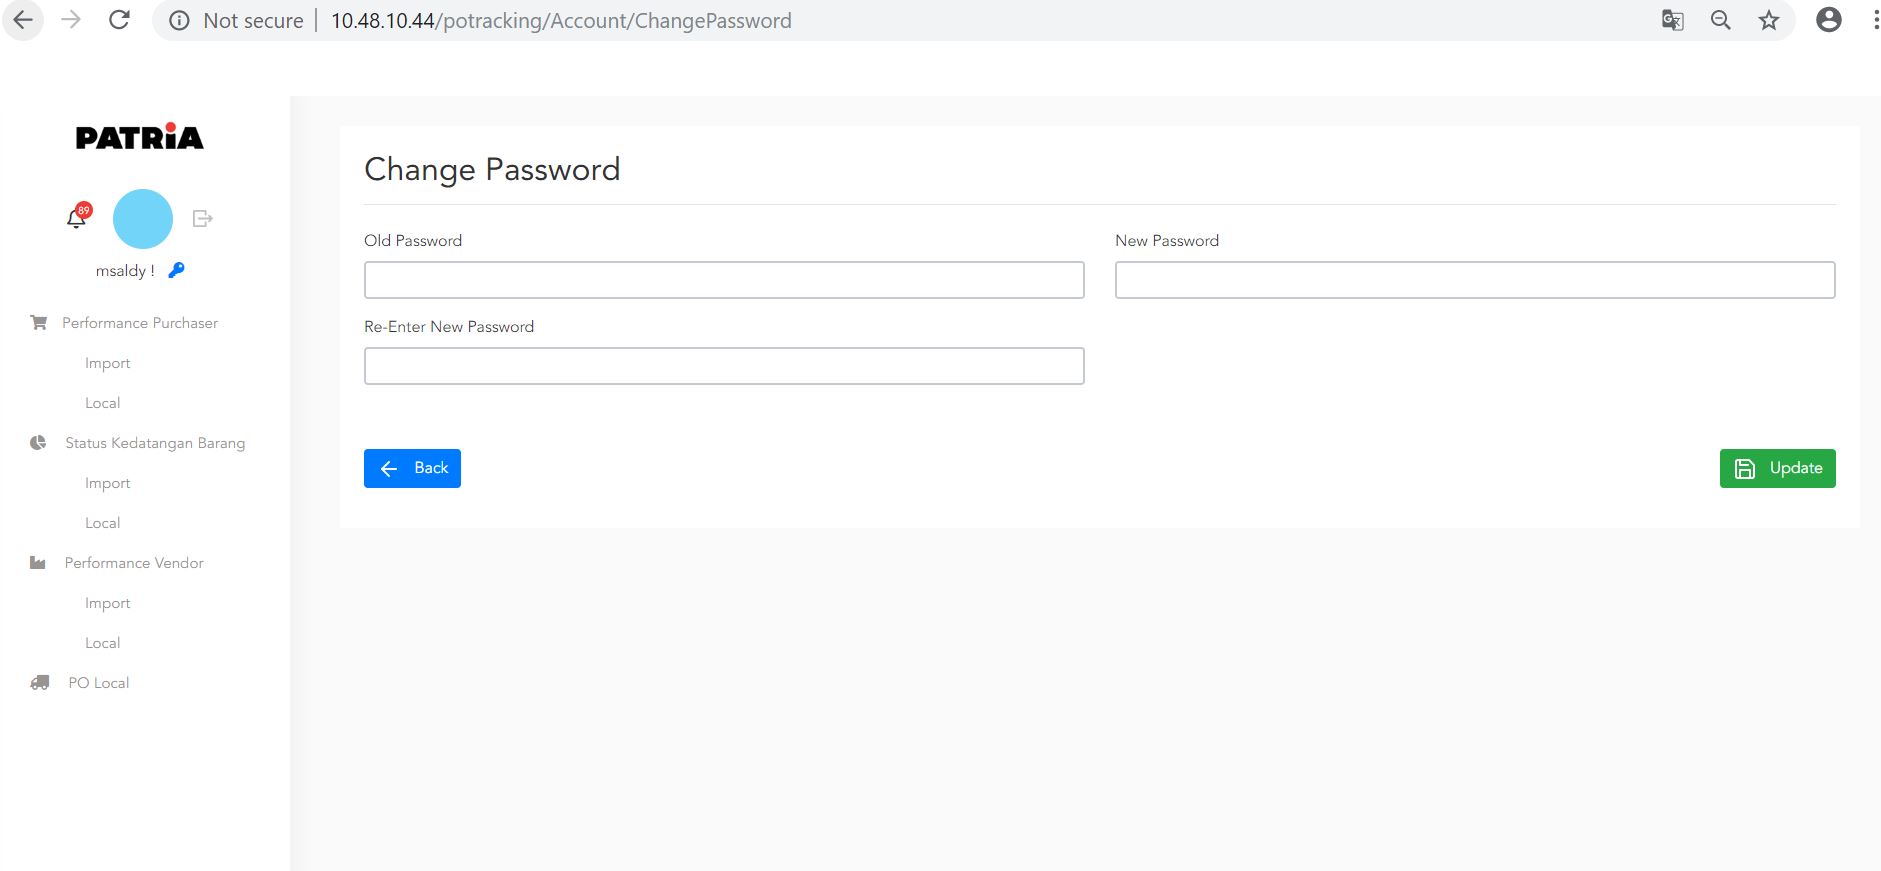 Not secure | 10.48.10.44/potracking/Account/ChangePassword
PATRiA
89
msaldy !
Performance Purchaser
Import
Local
Status Kedatangan Barang
Import
Local
Performance Vendor
Import
Local
PO Local
Change Password
Old Password
New Password
Re-Enter New Password
Back
Update